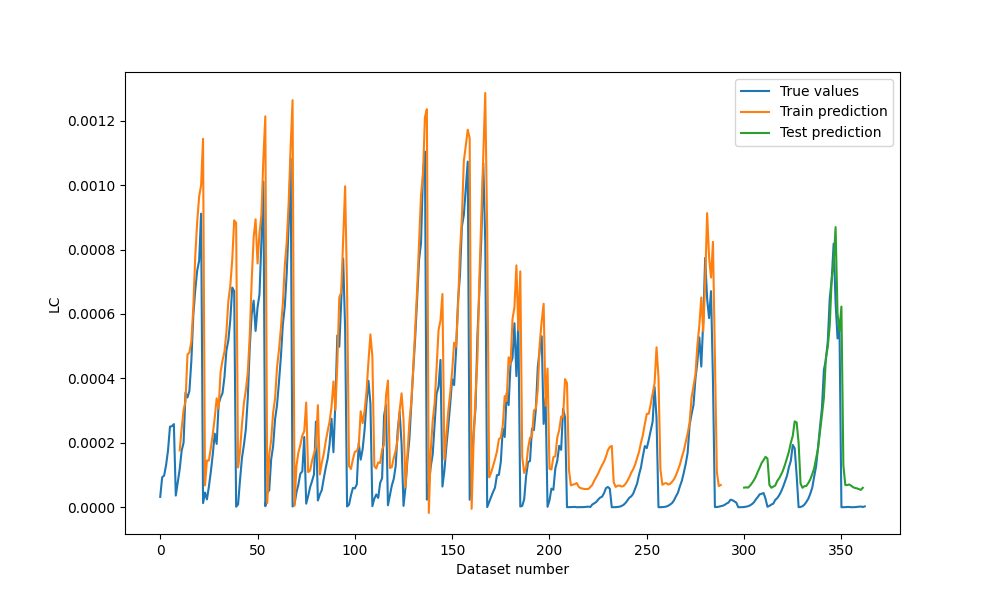 True values
Train prediction
Test prediction
0.0012
0.0010
0.0008
0.0006
0.0004
0.0002
0.0000
LC
0 50 100 150 200 250 300 350
Dataset number